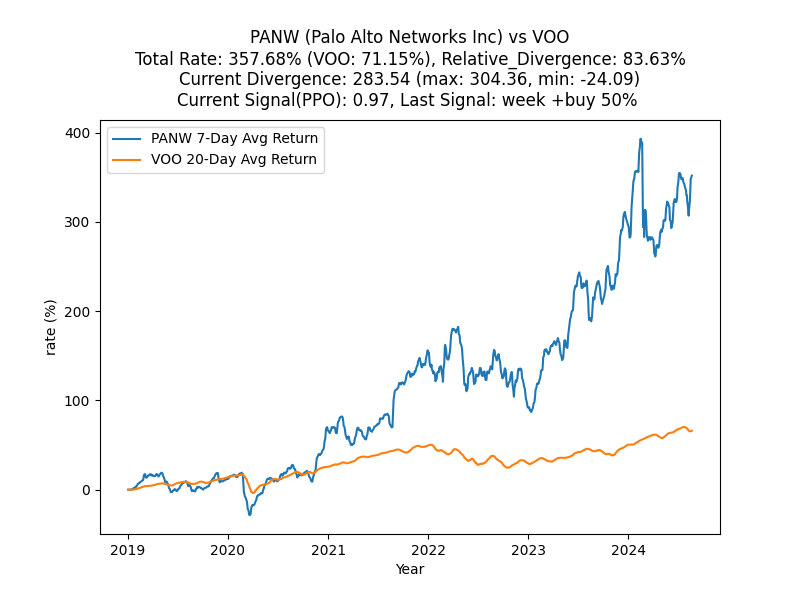 PANW (Palo Alto Networks Inc) vs VOO
Total Rate: 357.68% (VOO: 71.15%), Relative_Divergence: 83.63%
Current Divergence: 283.54 (max: 304.36, min: -24.09)
Current Signal(PPO): 0.97, Last Signal: week +buy 50%
PANW 7-Day Avg Return
VOO 20-Day Avg Return
400
300
200
100
0
rate (%)
2019 2020 2021 2022 2023 2024
Year